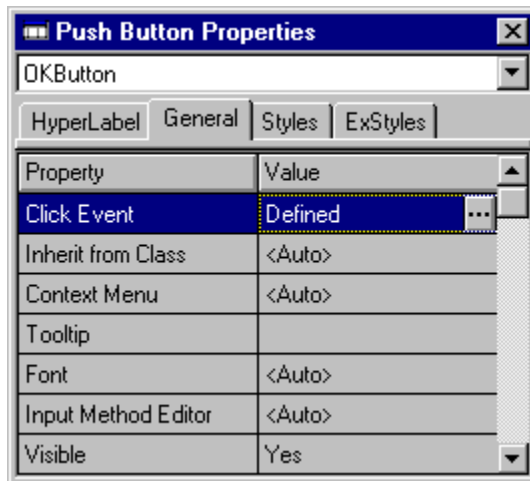 Push Button Properties
OKButton
HyperLabel General Styles ExStyles
Property Value
Click Event Defined ...
Inherit from Class <Auto>
Context Menu <Auto>
Tooltip
Font <Auto>
Input Method Editor <Auto>
Visible Yes